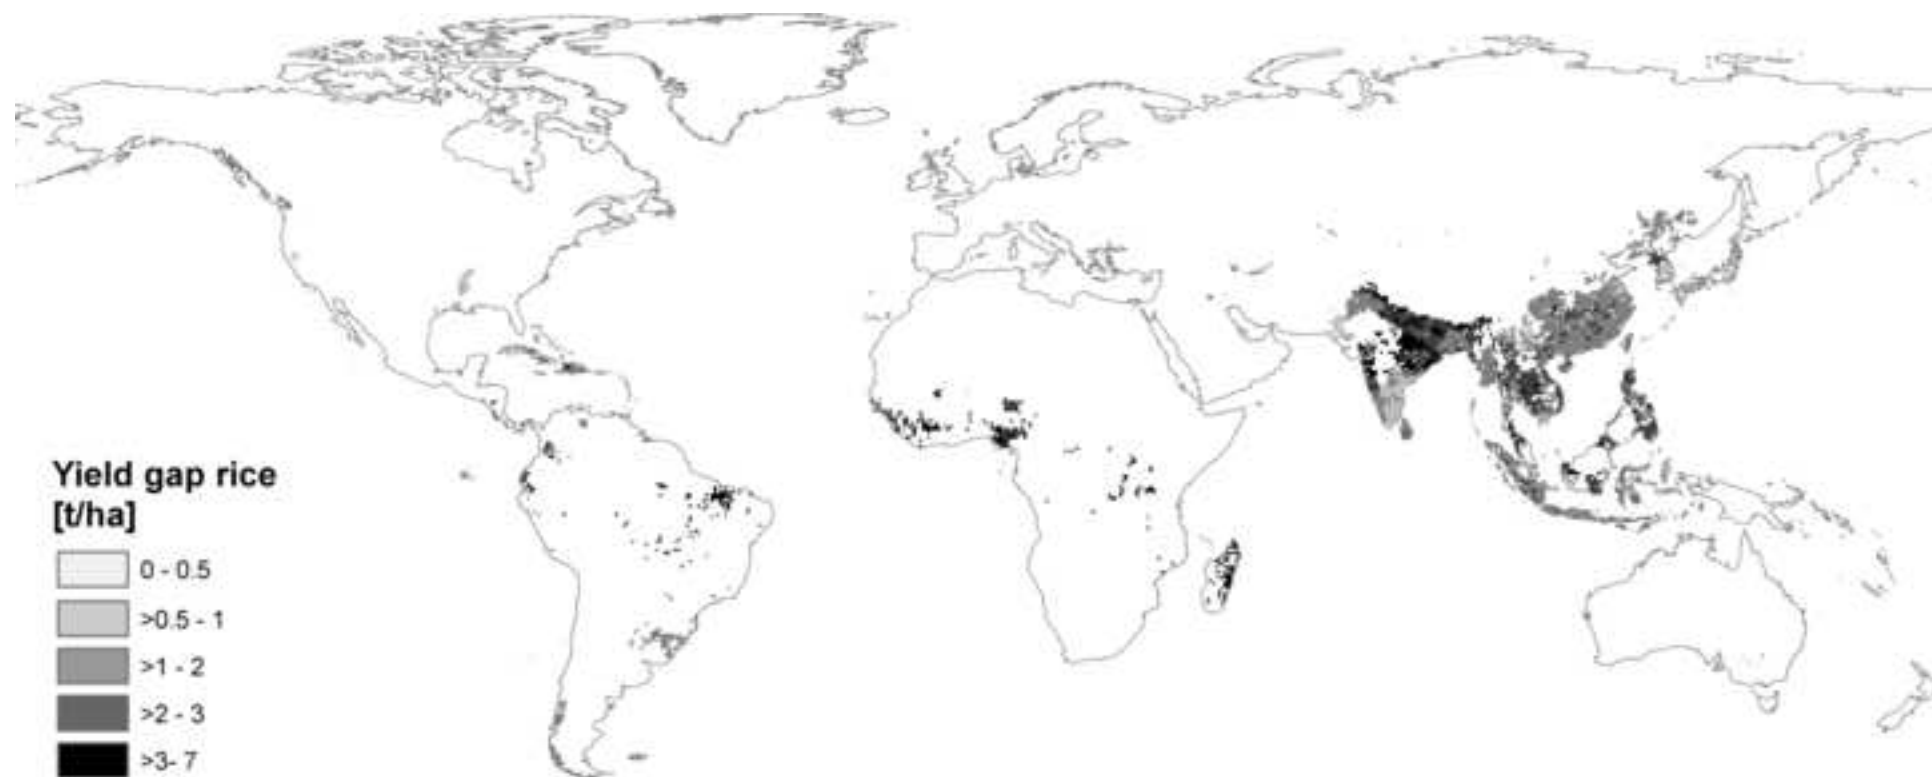 Yield gap rice
[t/ha]
0 - 0.5
>0.5 - 1
>1 - 2
>2 - 3
>3- 7